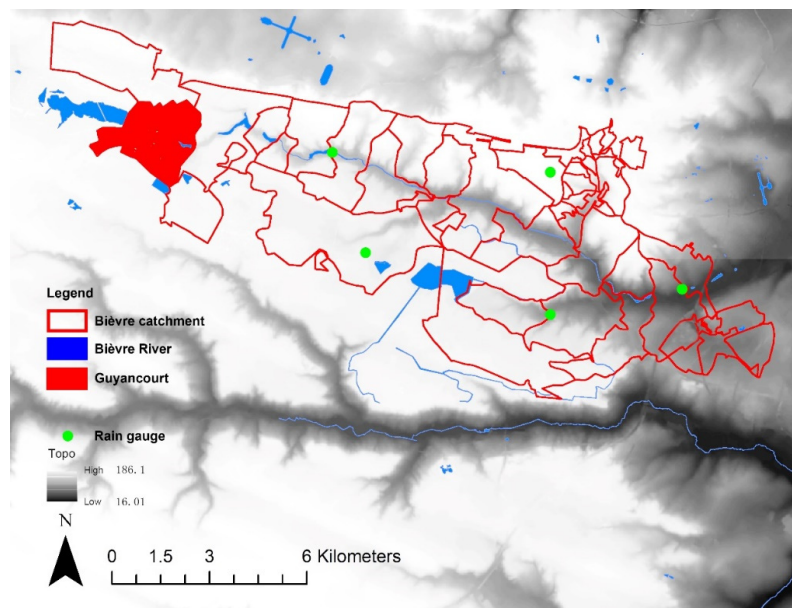 Legend
Bièvre catchment
Bièvre River
Guyancourt
Rain gauge
Topo
High 186.1
Low 16.01
N
0 1.5 3 6 Kilometers